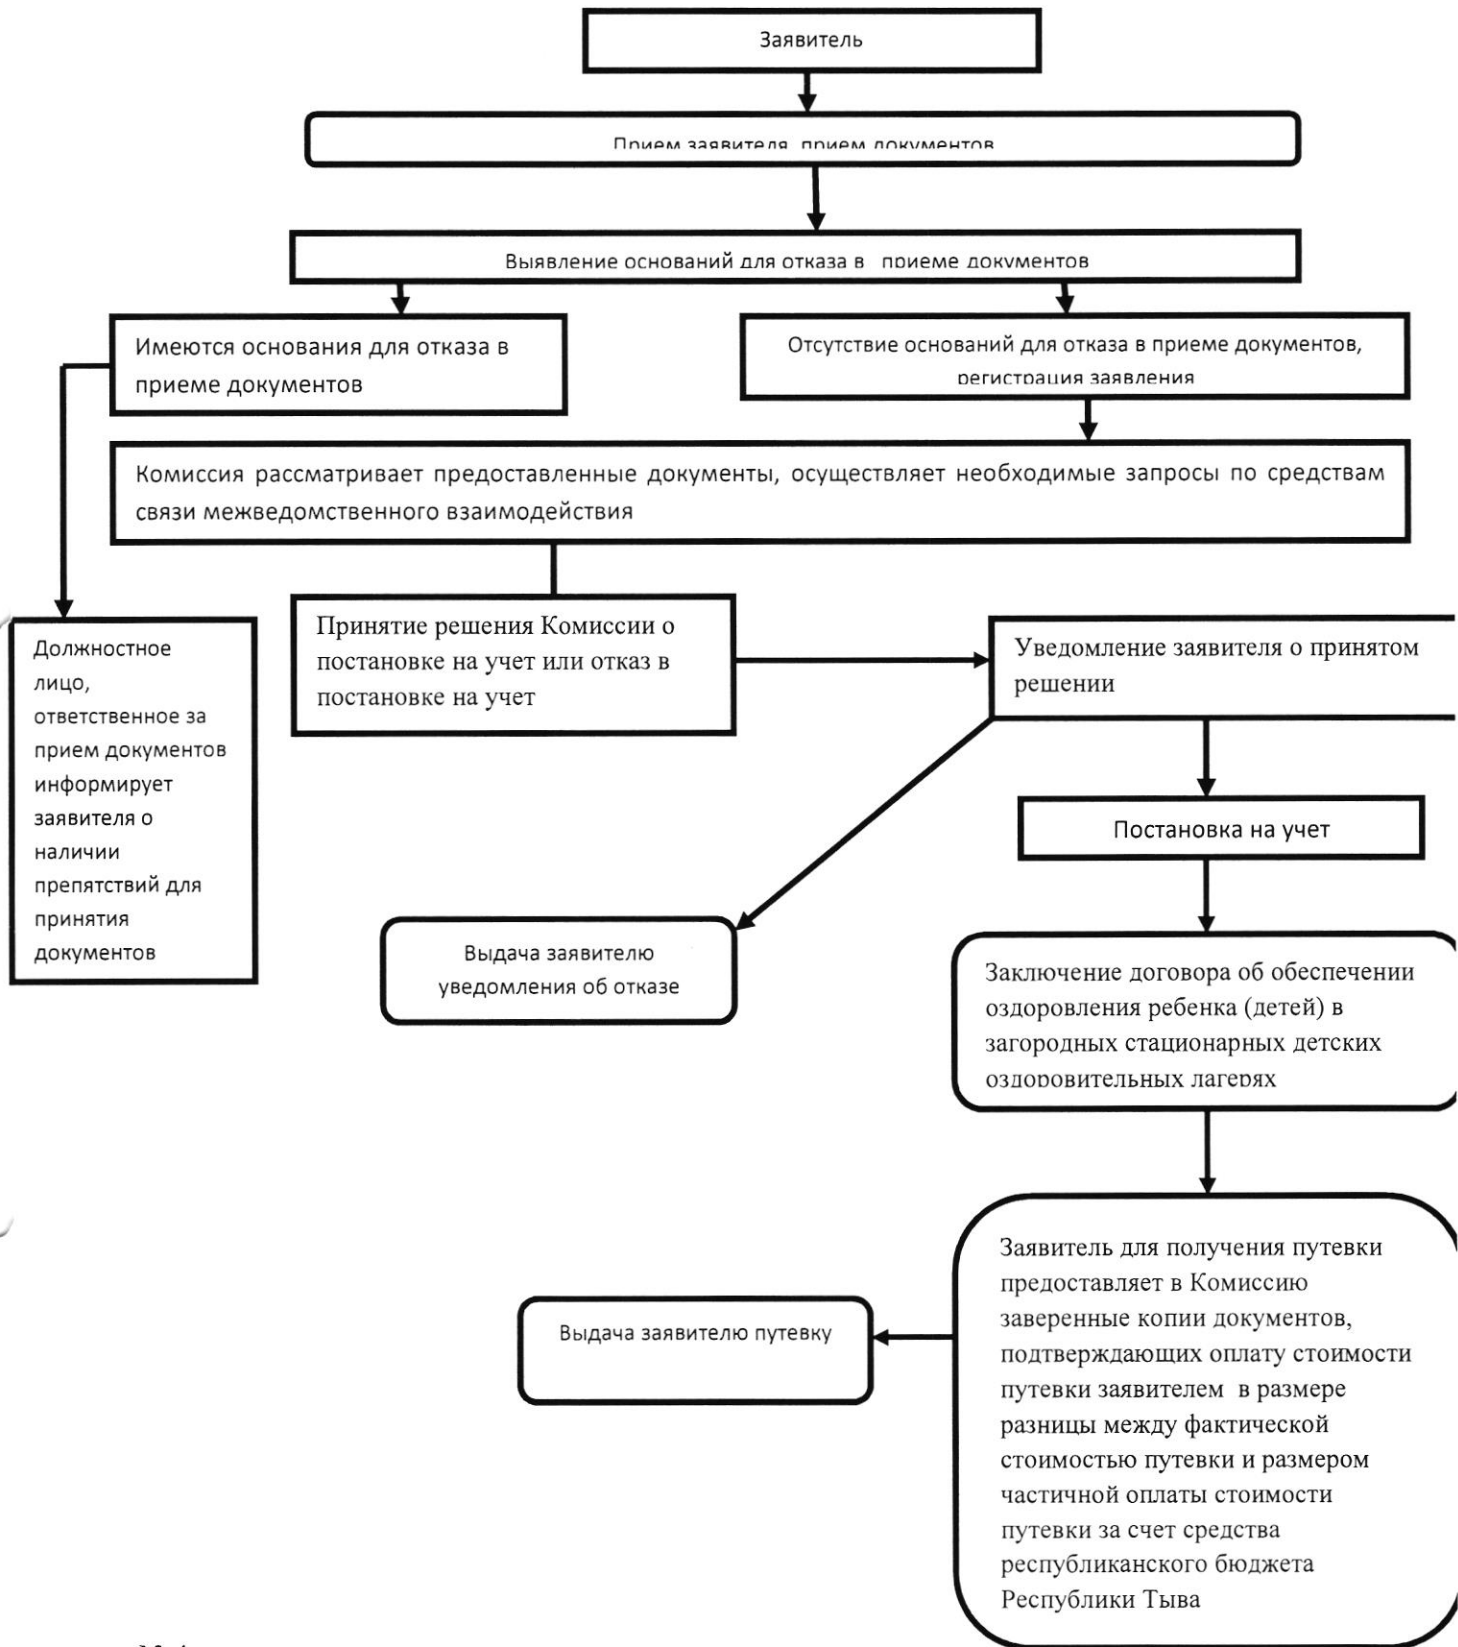 Заявитель
Прием заявителя, прием документов
Выявление оснований для отказа в приеме документов
Имеются основания для отказа в
приеме документов
Отсутствие оснований для отказа в приеме документов,
регистрация заявления
Комиссия рассматривает предоставленные документы, осуществляет необходимые запросы по средствам
связи межведомственного взаимодействия
Должностное
лицо,
ответственное за
прием документов
информирует
заявителя о
наличии
препятствий для
принятия
документов
Принятие решения Комиссии о
постановке на учет или отказ в
постановке на учет
Уведомление заявителя о принятом
решении
Постановка на учет
Выдача заявителю
уведомления об отказе
Заключение договора об обеспечении
оздоровления ребенка (детей) в
загородных стационарных детских
оздоровительных лагерях
Заявитель для получения путевки
предоставляет в Комиссию
заверенные копии документов,
подтверждающих оплату стоимости
путевки заявителем в размере
разницы между фактической
стоимостью путевки и размером
частичной оплаты стоимости
путевки за счет средства
республиканского бюджета
Республики Тыва
Выдача заявителю путевку